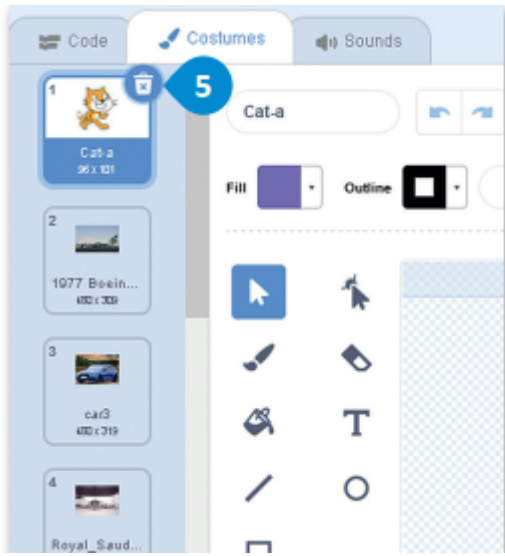 Code
Costumes
Sounds
1
5
Cat-a
96 x 101
2
1977 Boein...
3
car3
4
Royal_Saud...
Cat-a
Fill
Outline
T